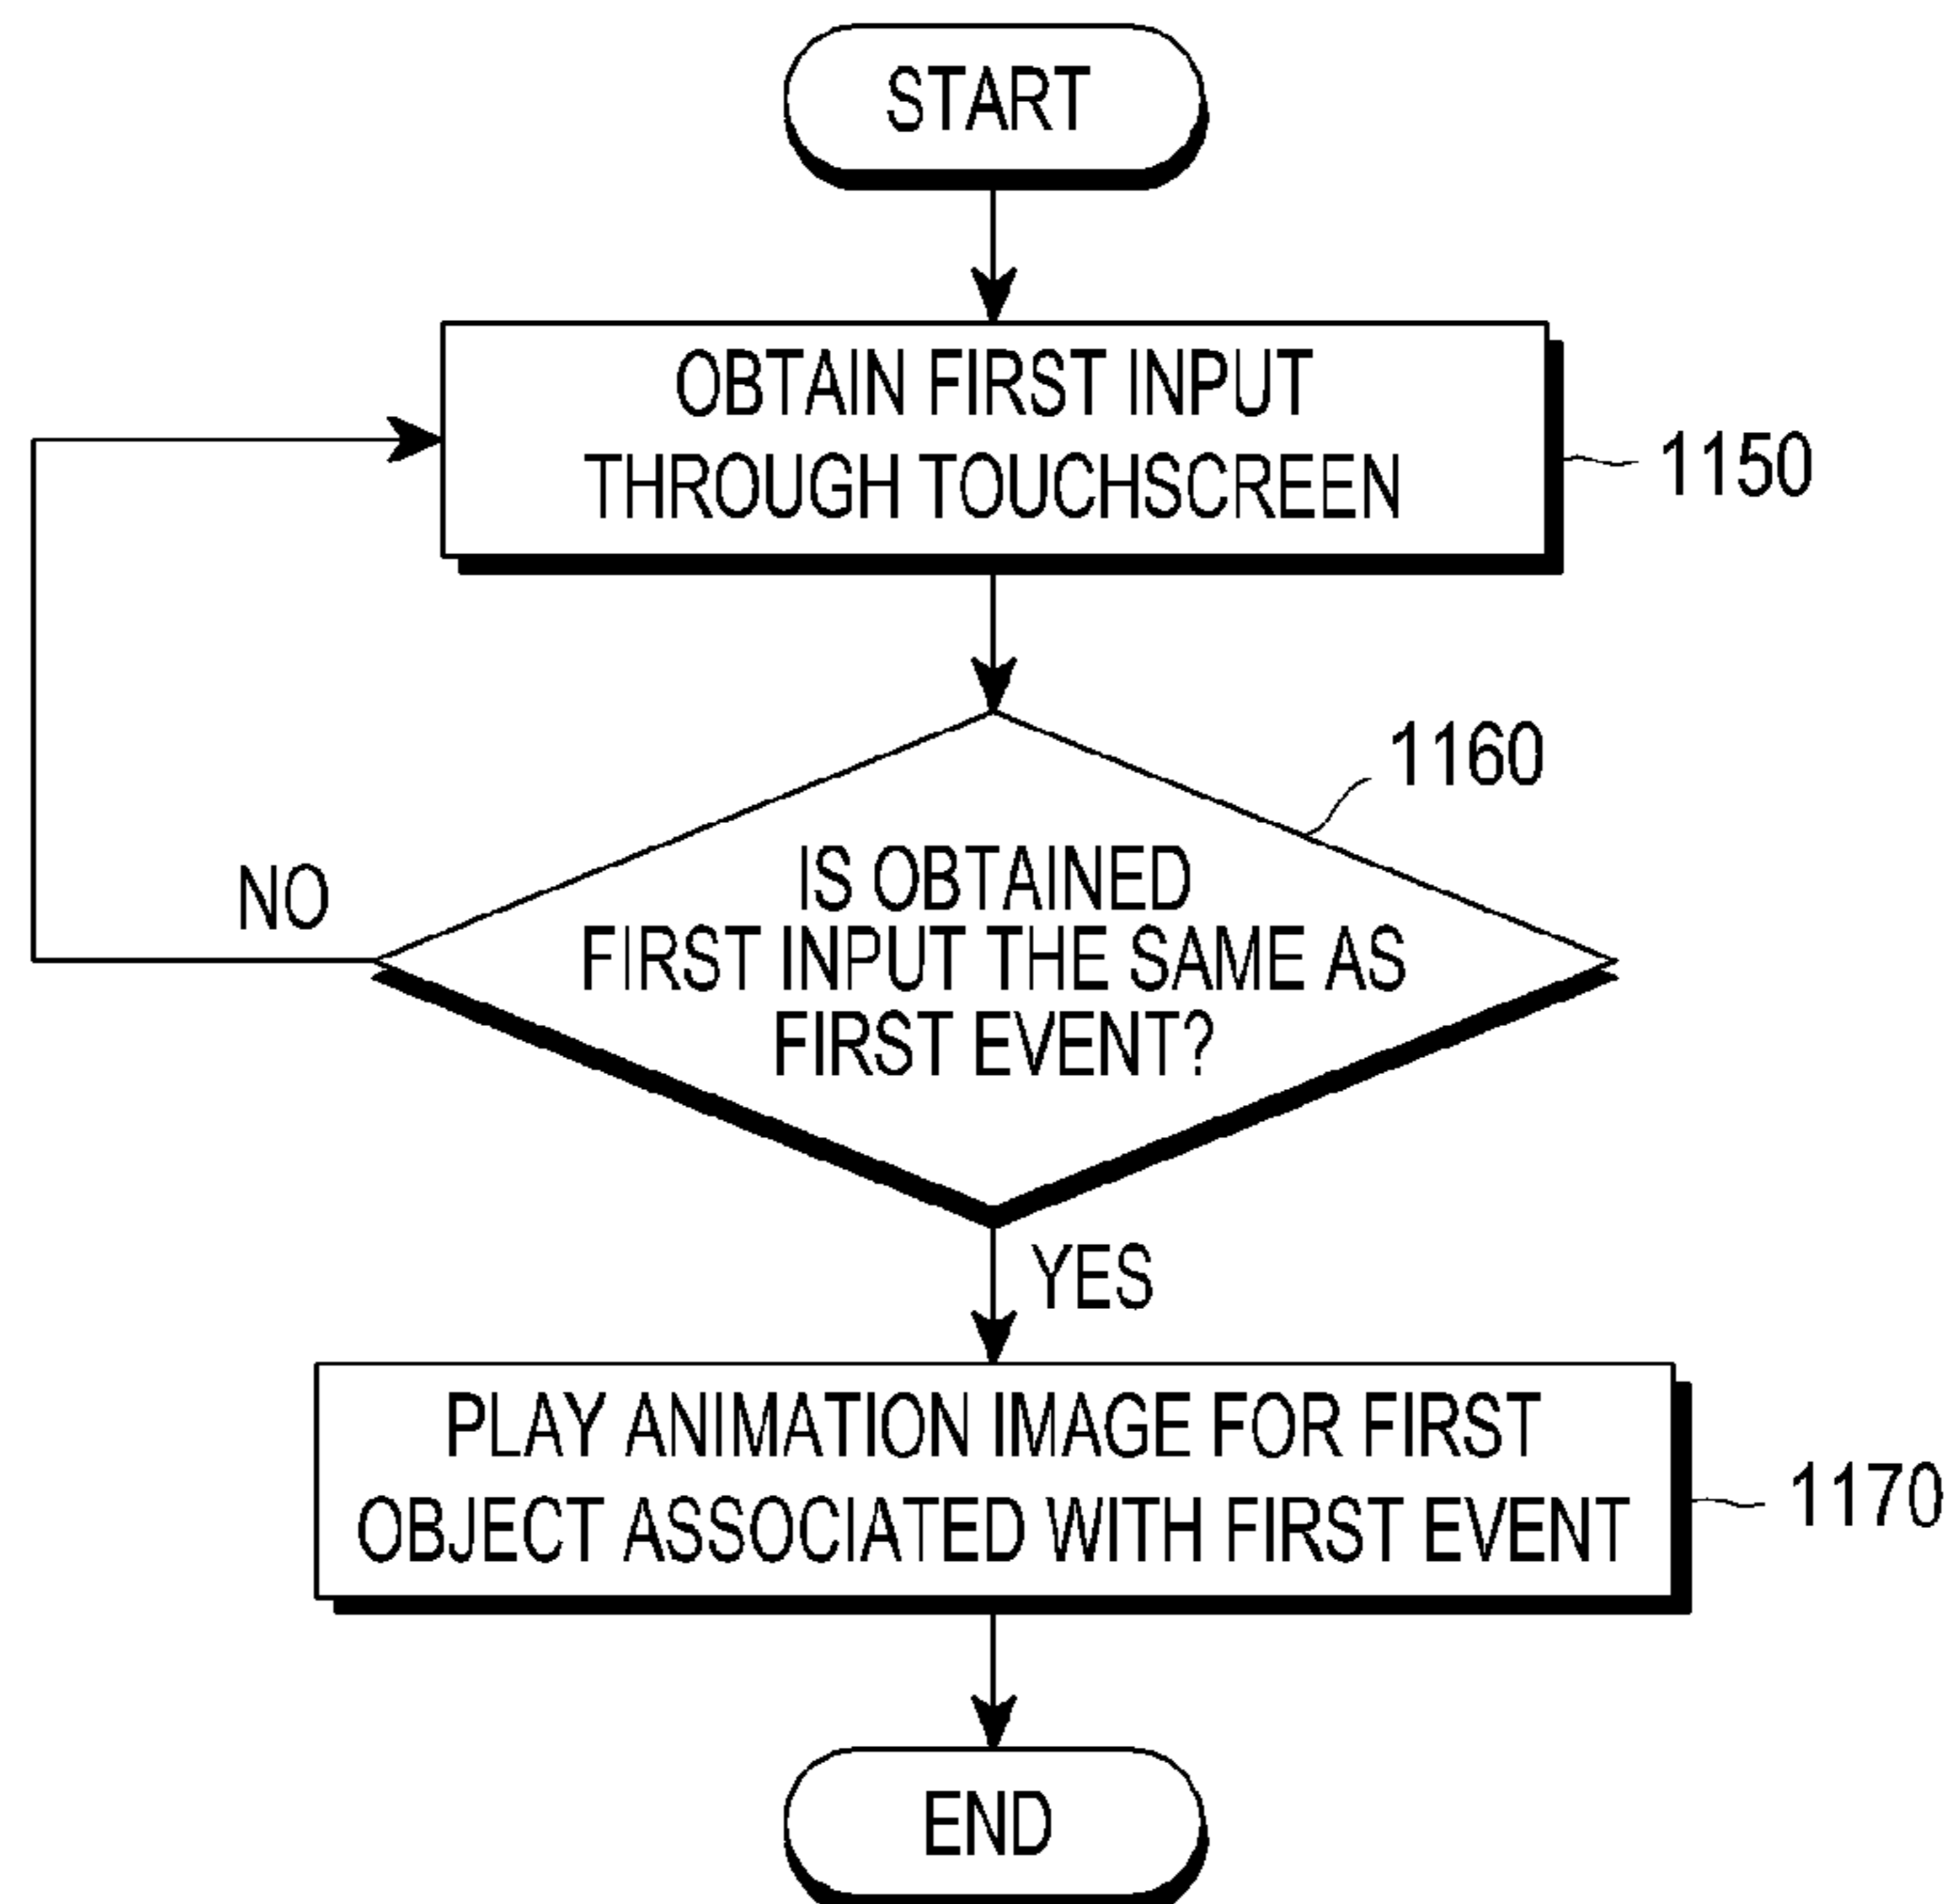 START
OBTAIN FIRST INPUT
THROUGH TOUCHSCREEN
1150
1160
IS OBTAINED
FIRST INPUT THE SAME AS
FIRST EVENT?
NO
YES
PLAY ANIMATION IMAGE FOR FIRST
OBJECT ASSOCIATED WITH FIRST EVENT
1170
END